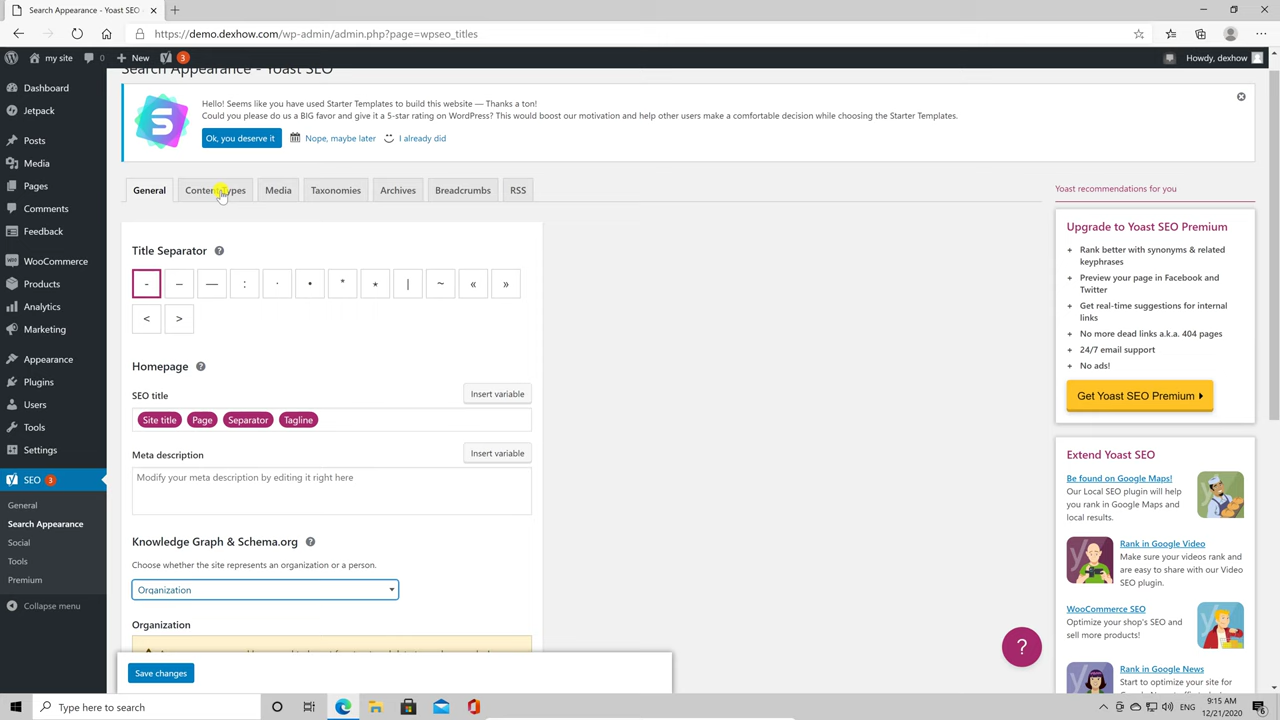 Search Appearance - Yoast SEO
https://demo.dexhow.com/wp-admin/admin.php?page=wpseo_titles
my site
0
New
3
Howdy, dexhow
Dashboard
Jetpack
Posts
Media
Pages
Comments
Feedback
WooCommerce
Products
Analytics
Marketing
Appearance
Plugins
Users
Tools
Settings
SEO 3
General
Search Appearance
Social
Tools
Premium
Collapse menu
Search Appearance - Yoast SEO
Hello! Seems like you have used Starter Templates to build this website — Thanks a ton!
Could you please do us a BIG favor and give it a 5-star rating on WordPress? This would boost our motivation and help other users make a comfortable decision while choosing the Starter Templates.
Ok, you deserve it
Nope, maybe later
I already did
General
Content Types
Media
Taxonomies
Archives
Breadcrumbs
RSS
Title Separator ?
- – — : · • * ⋆ | ~ « »
< >
Homepage ?
SEO title
Insert variable
Site title Page Separator Tagline
Meta description
Insert variable
Modify your meta description by editing it right here
Knowledge Graph & Schema.org ?
Choose whether the site represents an organization or a person.
Organization
Organization
Save changes
Yoast recommendations for you
Upgrade to Yoast SEO Premium
+ Rank better with synonyms & related
keyphrases
+ Preview your page in Facebook and
Twitter
+ Get real-time suggestions for internal
links
+ No more dead links a.k.a. 404 pages
+ 24/7 email support
+ No ads!
Get Yoast SEO Premium
Extend Yoast SEO
Be found on Google Maps!
Our Local SEO plugin will help
you rank in Google Maps and
local results.
Rank in Google Video
Make sure your videos rank and
are easy to share with our Video
SEO plugin.
WooCommerce SEO
Optimize your shop's SEO and
sell more products!
Rank in Google News
Start to optimize your site for
?
Type here to search
ENG
9:15 AM
12/21/2020
6